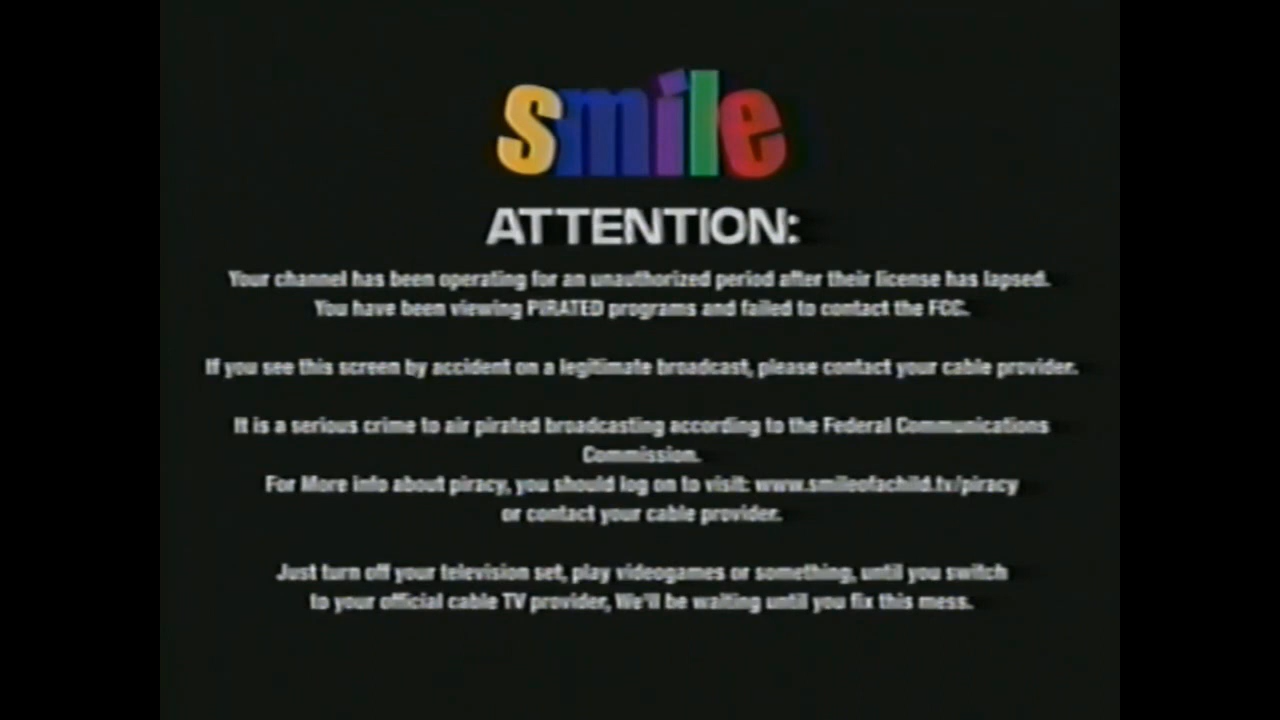 smile
ATTENTION:
Your channel has been operating for an unauthorized period after their license has lapsed.
You have been viewing PIRATED programs and failed to contact the FCC.
If you see this screen by accident on a legitimate broadcast, please contact your cable provider.
It is a serious crime to air pirated broadcasting according to the Federal Communications
Commission.
For More info about piracy, you should log on to visit: www.smileofachild.tv/piracy
or contact your cable provider.
Just turn off your television set, play videogames or something, until you switch
to your official cable TV provider, We'll be waiting until you fix this mess.